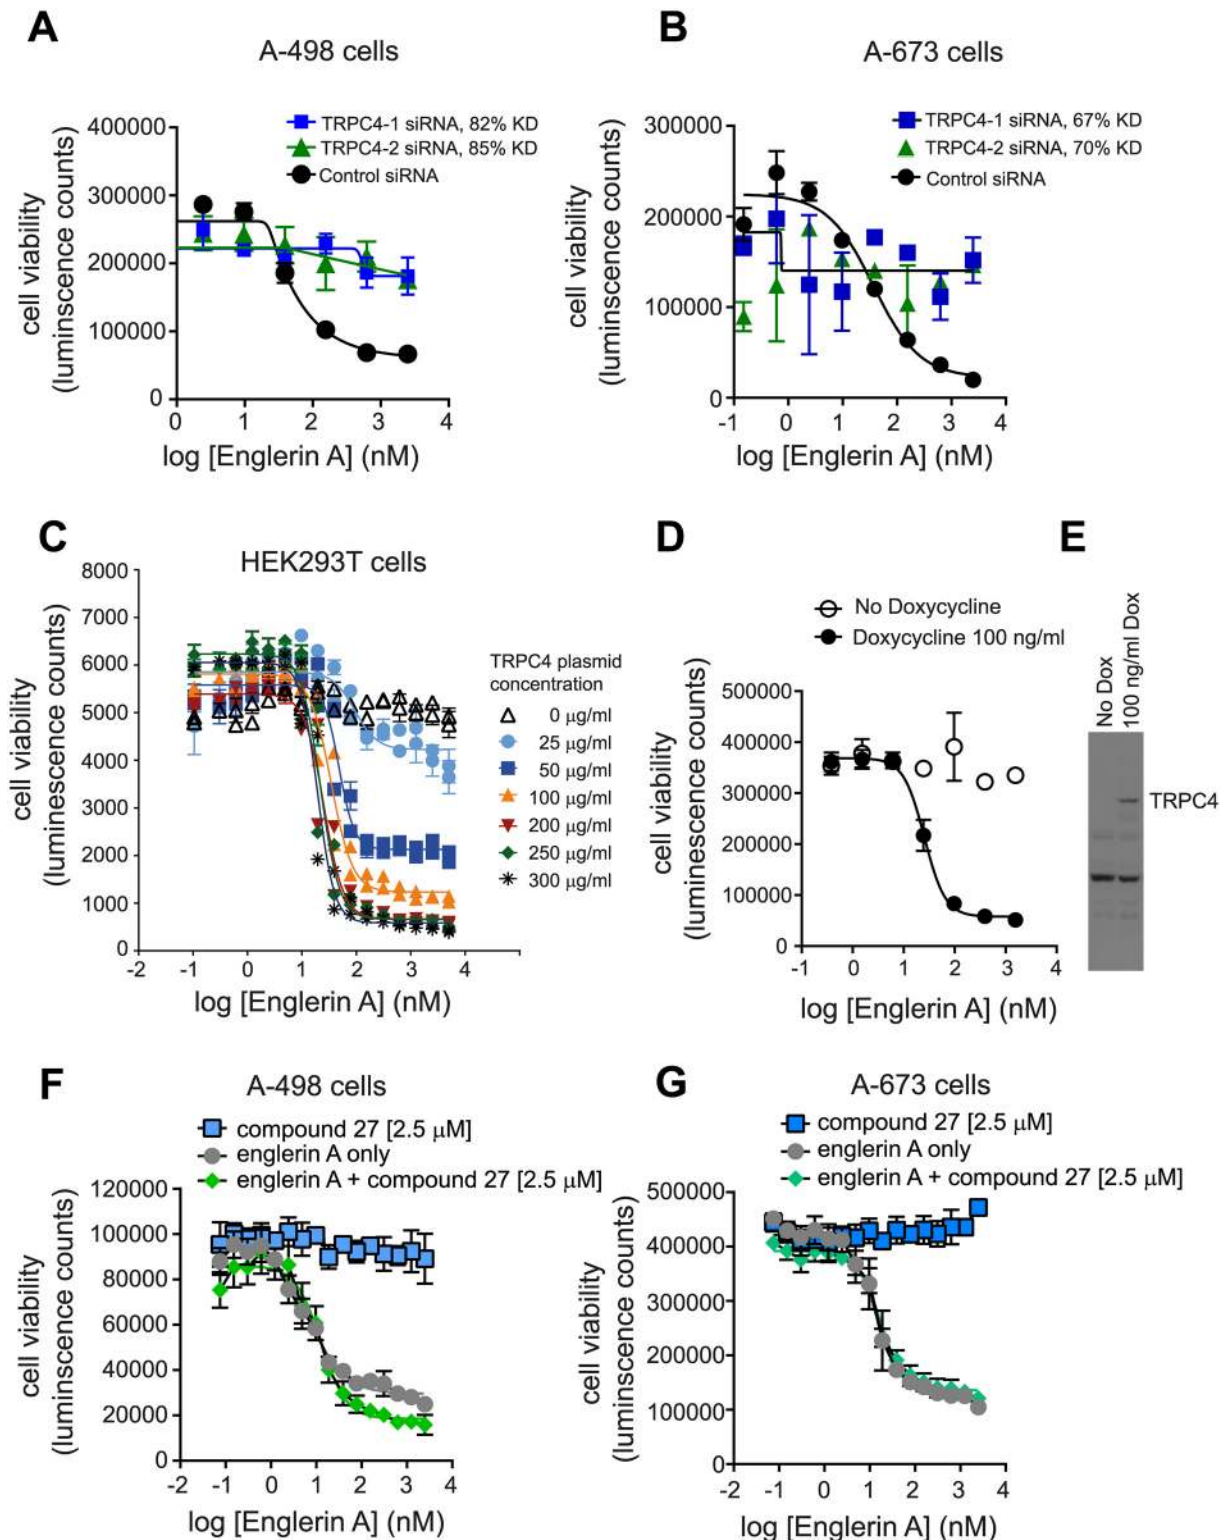 A
A-498 cells
TRPC4-1 siRNA, 82% KD
TRPC4-2 siRNA, 85% KD
Control siRNA
cell viability
(luminscence counts)
400000
300000
200000
100000
0
0 1 2 3 4
log [Englerin A] (nM)
B
A-673 cells
TRPC4-1 siRNA, 67% KD
TRPC4-2 siRNA, 70% KD
Control siRNA
cell viability
(luminscence counts)
300000
200000
100000
0
-1 0 1 2 3 4
log [Englerin A] (nM)
C
HEK293T cells
cell viability
(luminescence counts)
8000
7000
6000
5000
4000
3000
2000
1000
0
-2 -1 0 1 2 3 4
log [Englerin A] (nM)
TRPC4 plasmid
concentration
0 μg/ml
25 μg/ml
50 μg/ml
100 μg/ml
200 μg/ml
250 μg/ml
300 μg/ml
D
No Doxycycline
Doxycycline 100 ng/ml
cell viability
(luminescence counts)
500000
400000
300000
200000
100000
0
-1 0 1 2 3 4
log [Englerin A] (nM)
E
No Dox
100 ng/ml Dox
TRPC4
F
A-498 cells
compound 27 [2.5 μM]
englerin A only
englerin A + compound 27 [2.5 μM]
cell viability
(luminscence counts)
120000
100000
80000
60000
40000
20000
0
-2 -1 0 1 2 3 4
log [Englerin A] (nM)
G
A-673 cells
compound 27 [2.5 μM]
englerin A only
englerin A + compound 27 [2.5 μM]
cell viability
(luminscence counts)
500000
400000
300000
200000
100000
0
-2 -1 0 1 2 3 4
log [Englerin A] (nM)